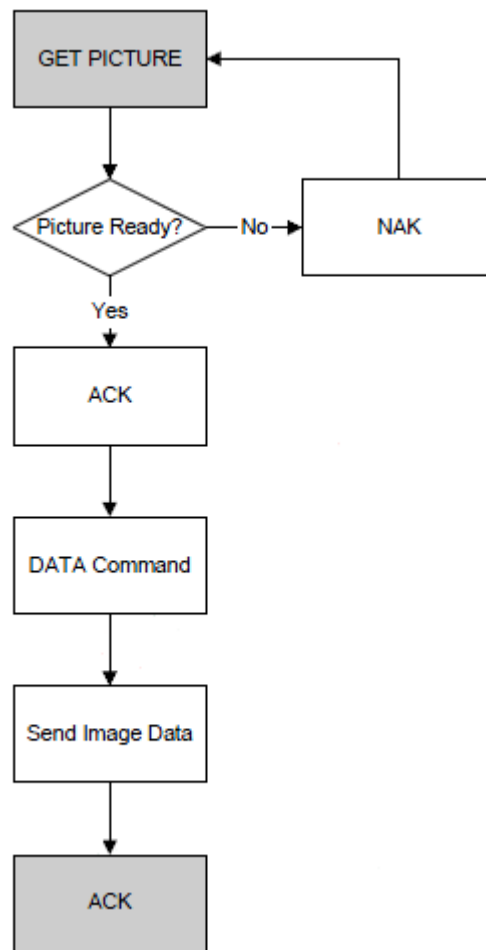 GET PICTURE
Picture Ready?
No
NAK
Yes
ACK
DATA Command
Send Image Data
ACK